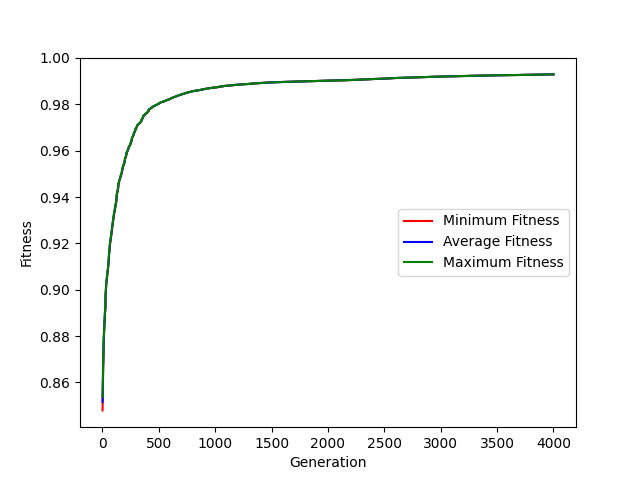 1.00
0.98
0.96
0.94
0.92
0.90
0.88
0.86
Fitness
Minimum Fitness
Average Fitness
Maximum Fitness
0 500 1000 1500 2000 2500 3000 3500 4000
Generation